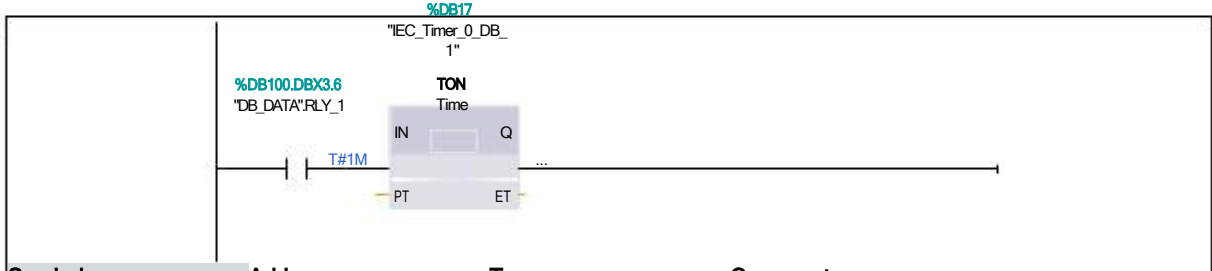 %DB17
"IEC_Timer_0_DB_
1"
%DB100.DBX3.6
"DB_DATA".RLY_1
TON
Time
IN
Q
T#1M
...
PT
ET